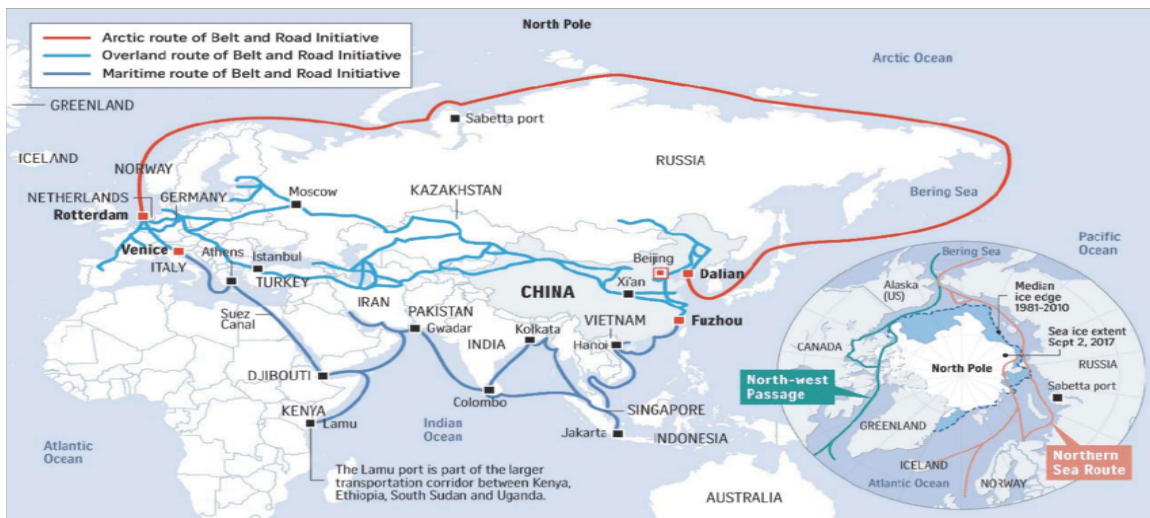 North Pole
Arctic route of Belt and Road Initiative
Overland route of Belt and Road Initiative
Maritime route of Belt and Road Initiative
Arctic Ocean
GREENLAND
Sabetta port
ICELAND
NORWAY
RUSSIA
NETHERLANDS
GERMANY
Moscow
KAZAKHSTAN
Bering Sea
Rotterdam
Venice
Athens
Istanbul
ITALY
TURKEY
Beijing
Dalian
Pacific
Ocean
Xi'an
CHINA
IRAN
PAKISTAN
Gwadar
Suez
Canal
INDIA
Kolkata
VIETNAM
Hanoi
Fuzhou
DJIBOUTI
KENYA
Lamu
Colombo
SINGAPORE
Jakarta
INDONESIA
Indian
Ocean
Atlantic
Ocean
The Lamu port is part of the larger
transportation corridor between Kenya,
Ethiopia, South Sudan and Uganda.
AUSTRALIA
Bering Sea
Alaska
(US)
Median
ice edge
1981–2010
Sea ice extent
Sept 2, 2017
CANADA
RUSSIA
North Pole
Sabetta port
North-west
Passage
GREENLAND
ICELAND
Atlantic Ocean
NORWAY
Northern
Sea Route